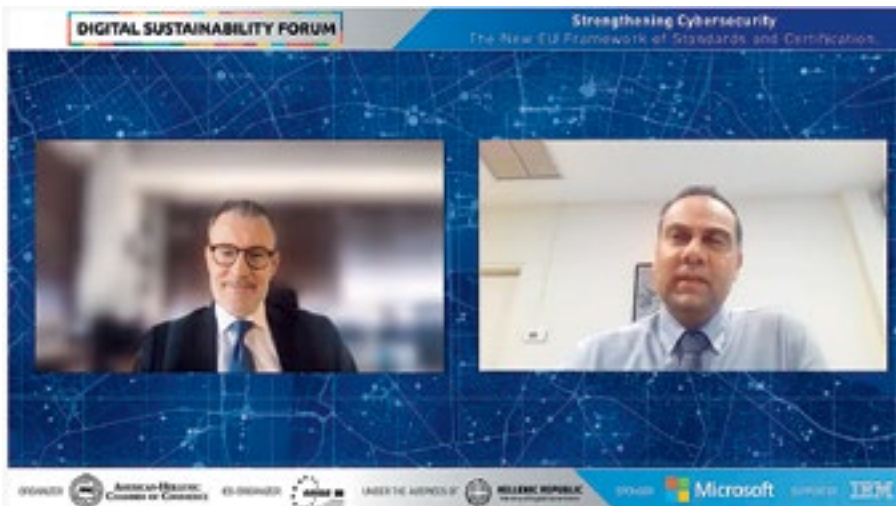 DIGITAL SUSTAINABILITY FORUM
Strengthening Cybersecurity
The New EU Framework of Standards and Certification
ORGANIZER
AMERICAN-HELLENIC
CHAMBER OF COMMERCE
CO-ORGANIZER
UNDER THE AUSPICES OF
HELLENIC REPUBLIC
SPONSOR
Microsoft
SUPPORTER
IBM